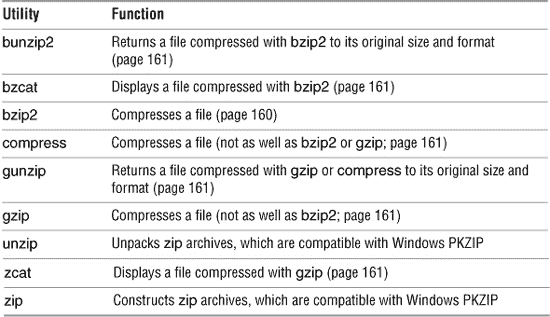 Utility Function
bunzip2 Returns a file compressed with bzip2 to its original size and format
(page 161)
bzcat Displays a file compressed with bzip2 (page 161)
bzip2 Compresses a file (page 160)
compress Compresses a file (not as well as bzip2 or gzip; page 161)
gunzip Returns a file compressed with gzip or compress to its original size and
format (page 161)
gzip Compresses a file (not as well as bzip2; page 161)
unzip Unpacks zip archives, which are compatible with Windows PKZIP
zcat Displays a file compressed with gzip (page 161)
zip Constructs zip archives, which are compatible with Windows PKZIP